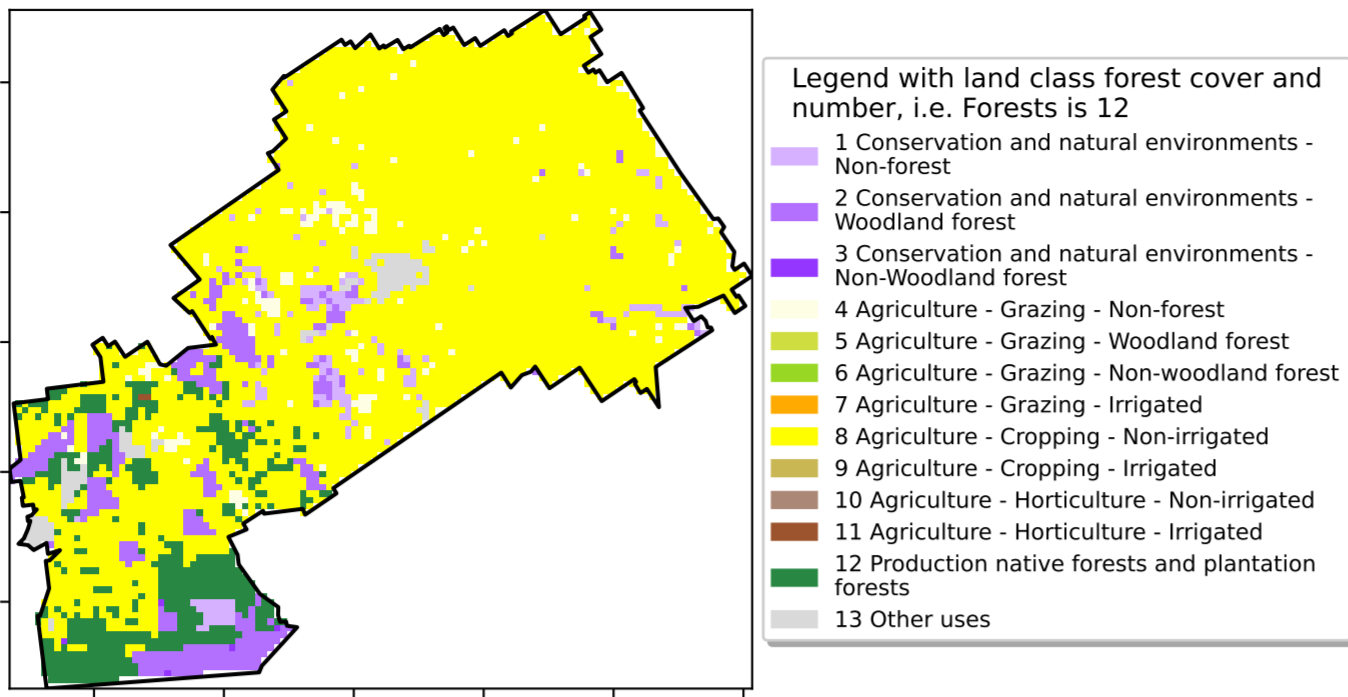 Legend with land class forest cover and
number, i.e. Forests is 12
1 Conservation and natural environments -
Non-forest
2 Conservation and natural environments -
Woodland forest
3 Conservation and natural environments -
Non-Woodland forest
4 Agriculture - Grazing - Non-forest
5 Agriculture - Grazing - Woodland forest
6 Agriculture - Grazing - Non-woodland forest
7 Agriculture - Grazing - Irrigated
8 Agriculture - Cropping - Non-irrigated
9 Agriculture - Cropping - Irrigated
10 Agriculture - Horticulture - Non-irrigated
11 Agriculture - Horticulture - Irrigated
12 Production native forests and plantation
forests
13 Other uses